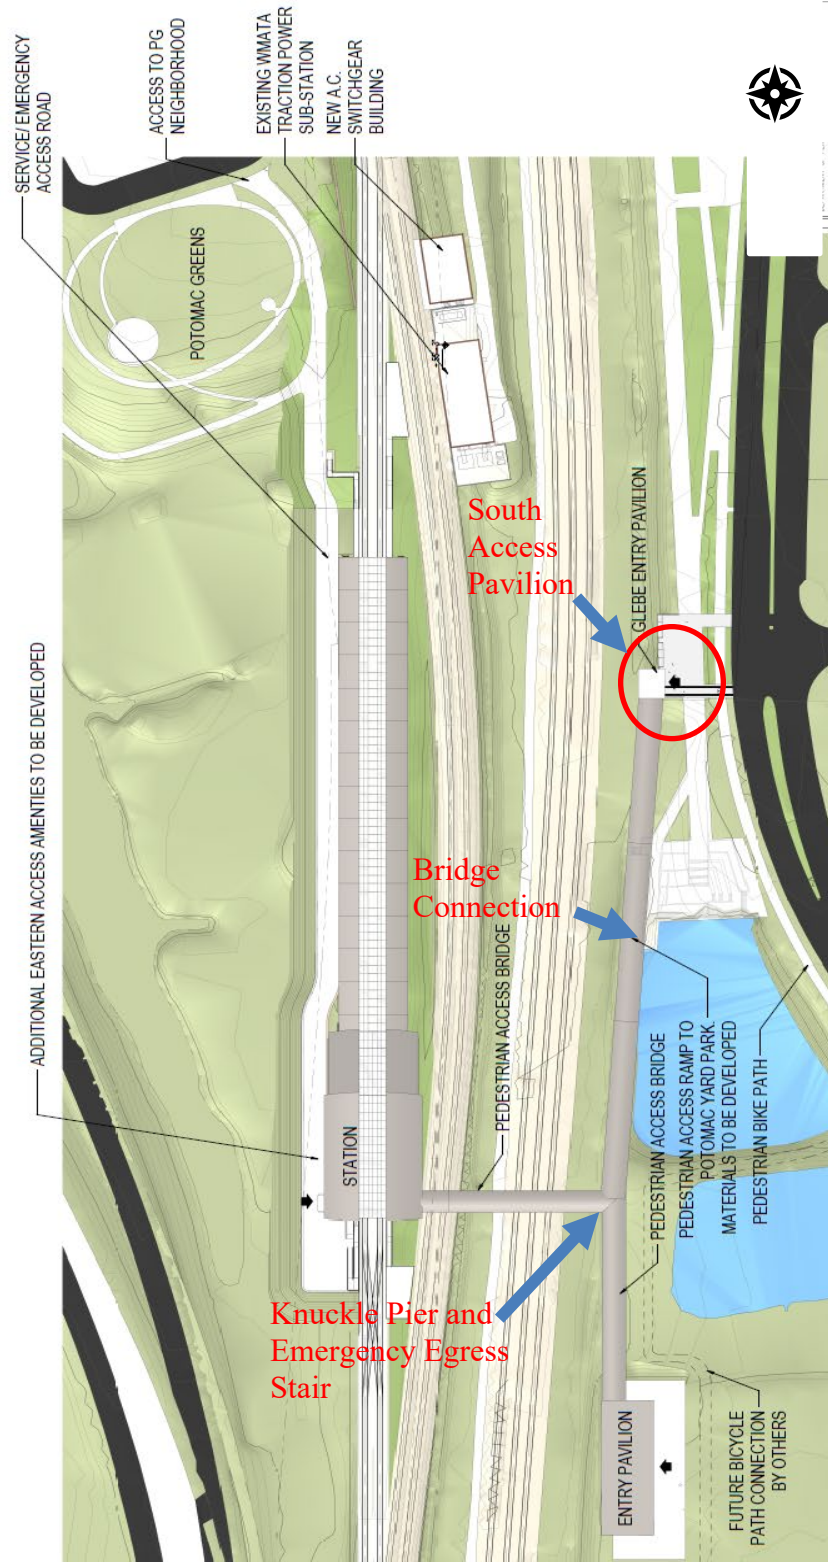 SERVICE/ EMERGENCY
ACCESS ROAD
ACCESS TO PG
NEIGHBORHOOD
EXISTING WMATA
TRACTION POWER
SUB-STATION
NEW A.C.
SWITCHGEAR
BUILDING
POTOMAC GREENS
ADDITIONAL EASTERN ACCESS AMENTIES TO BE DEVELOPED
South
Access
Pavilion
GLEBE ENTRY PAVILION
Bridge
Connection
PEDESTRIAN ACCESS BRIDGE
STATION
PEDESTRIAN ACCESS BRIDGE
PEDESTRIAN ACCESS RAMP TO
POTOMAC YARD PARK.
MATERIALS TO BE DEVELOPED
PEDESTRIAN BIKE PATH
Knuckle Pier and
Emergency Egress
Stair
ENTRY PAVILION
FUTURE BICYCLE
PATH CONNECTION
BY OTHERS